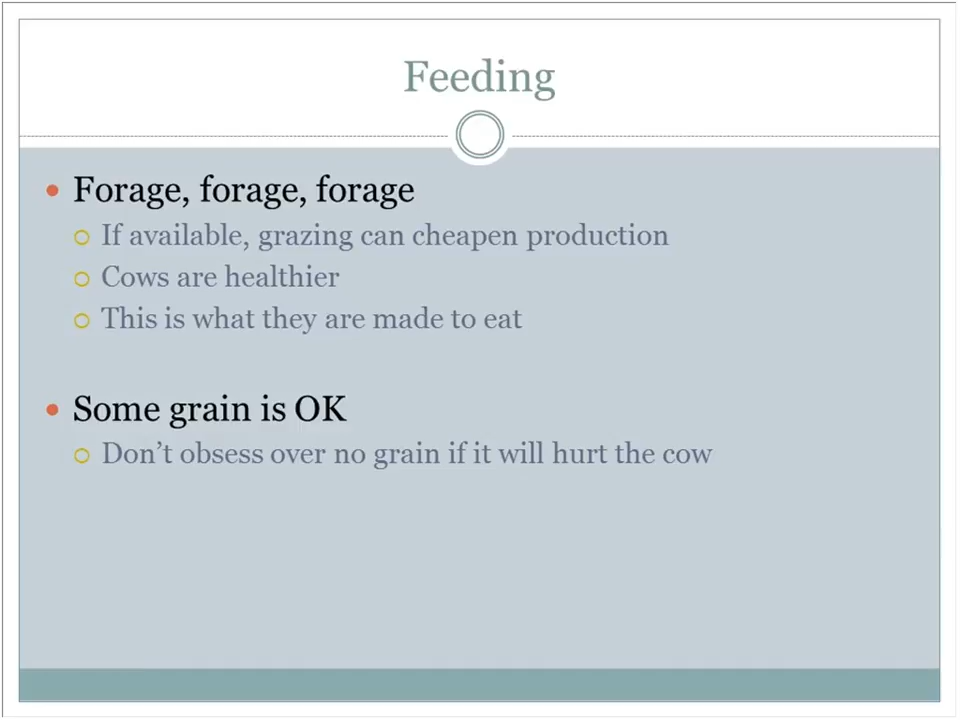 Feeding
Forage, forage, forage
If available, grazing can cheapen production
Cows are healthier
This is what they are made to eat
Some grain is OK
Don’t obsess over no grain if it will hurt the cow